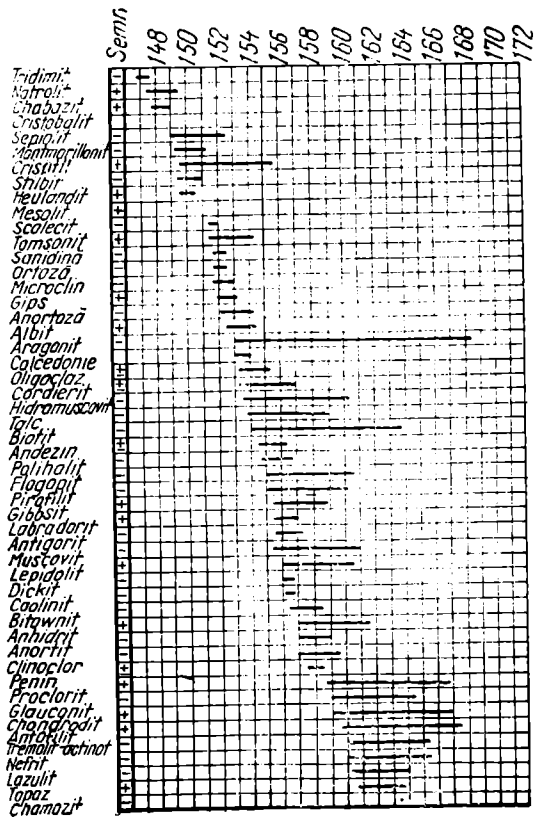 Semn 148 150 152 154 156 158 160 162 164 166 168 170 172
Tridimit -
Natrolit +
Chabazit +
Cristobalit
Sepiolit -
Montmorillonit -
+
Stilbit -
Heulandit +
Mesolit +
Scolecit -
Tomsonit +
Sanidină -
Ortoză -
Microclin -
Gips +
Anortoză -
Albit +
Aragonit -
Calcedonie
Oligoclaz +
Cordierit
Hidromuscovit -
Talc -
Biotit -
Andezin +
Polihalit -
Flogopit -
Pirofilit -
Gibbsit +
Labradorit +
Antigorit -
Muscovit -
Lepidolit -
Dickit +
Caolinit -
Bitownit
Anhidrit +
Anortit -
Clinoclor +
Penin
Proclorit +
Glauconit -
Chondrodit +
Antofilit
Tremolit-actinot -
Nefrit -
Lazulit -
Topaz +
Chamozit -